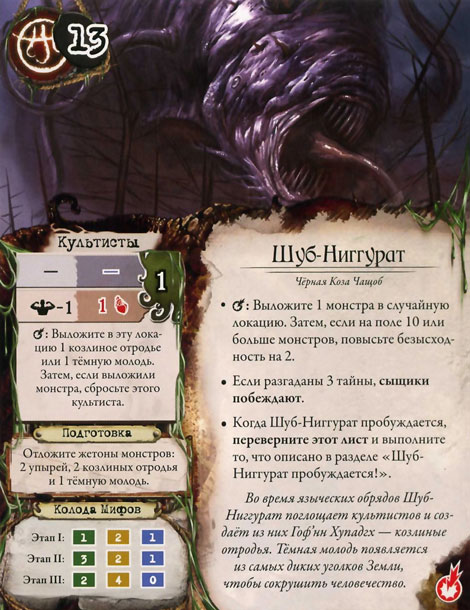 13
Культисты
— —
1
-1 1
: Выложите в эту лока-
цию 1 козлиное отродье
или 1 тёмную молодь.
Затем, если выложили
монстра, сбросьте этого
культиста.
Подготовка
Отложите жетоны монстров:
2 упырей, 2 козлиных отродья
и 1 тёмную молодь.
Колода Мифов
Этап I: 1 2 1
Этап II: 3 2 1
Этап III: 2 4 0
Шуб-Ниггурат
Чёрная Коза Чащоб
• : Выложите 1 монстра в случайную
локацию. Затем, если на поле 10 или
больше монстров, повысьте безысход-
ность на 2.
• Если разгаданы 3 тайны, сыщики
побеждают.
• Когда Шуб-Ниггурат пробуждается,
переверните этот лист и выполните
то, что описано в разделе «Шуб-
Ниггурат пробуждается!».
Во время языческих обрядов Шуб-
Ниггурат поглощает культистов и соз-
даёт из них Гоф'нн Хупадгх — козлиные
отродья. Тёмная молодь появляется
из самых диких уголков Земли,
чтобы сокрушить человечество.